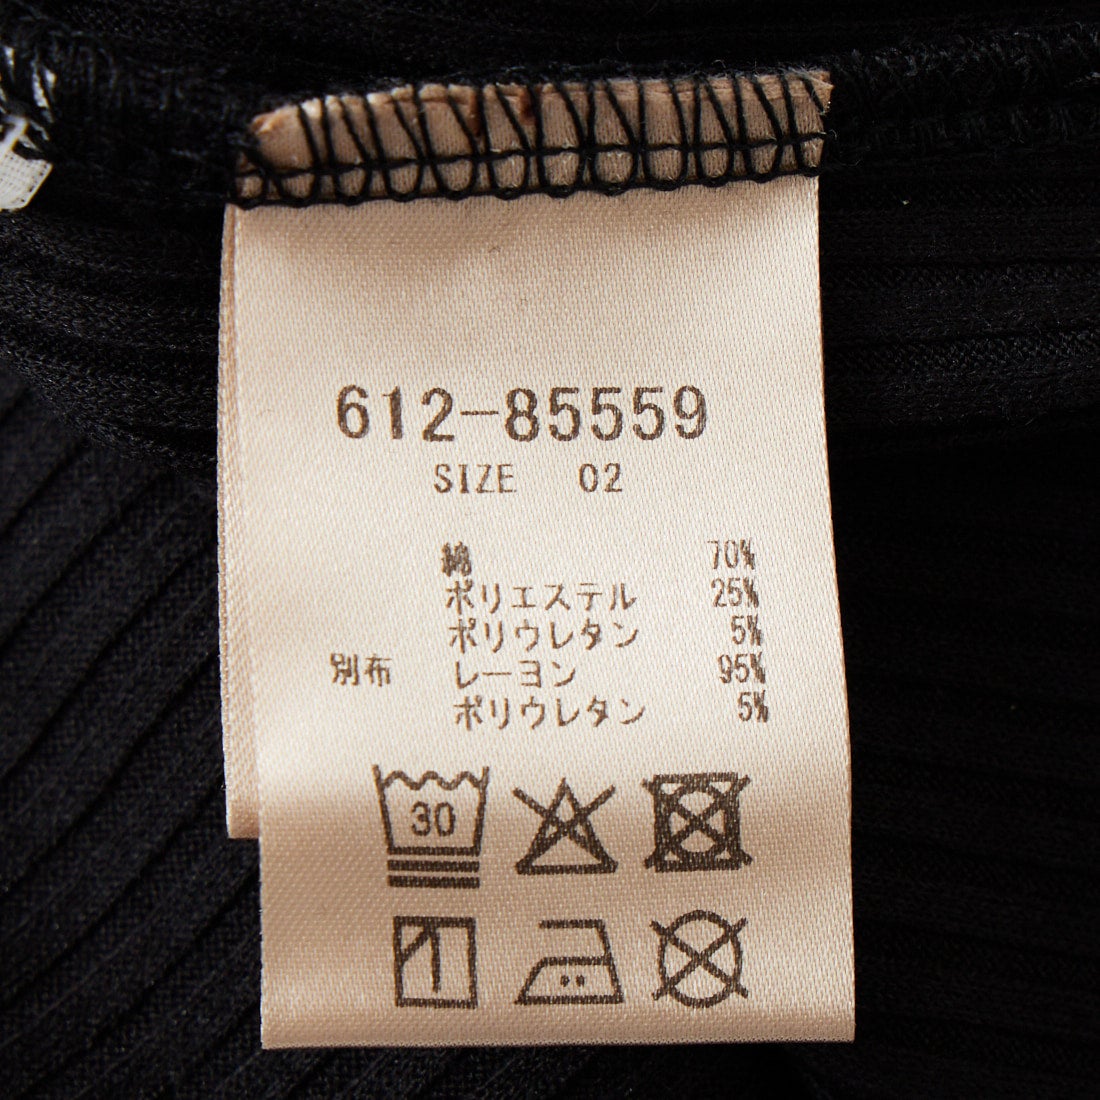 612-85559
SIZE 02
綿 70%
ポリエステル 25%
ポリウレタン 5%
別布 レーヨン 95%
ポリウレタン 5%
30